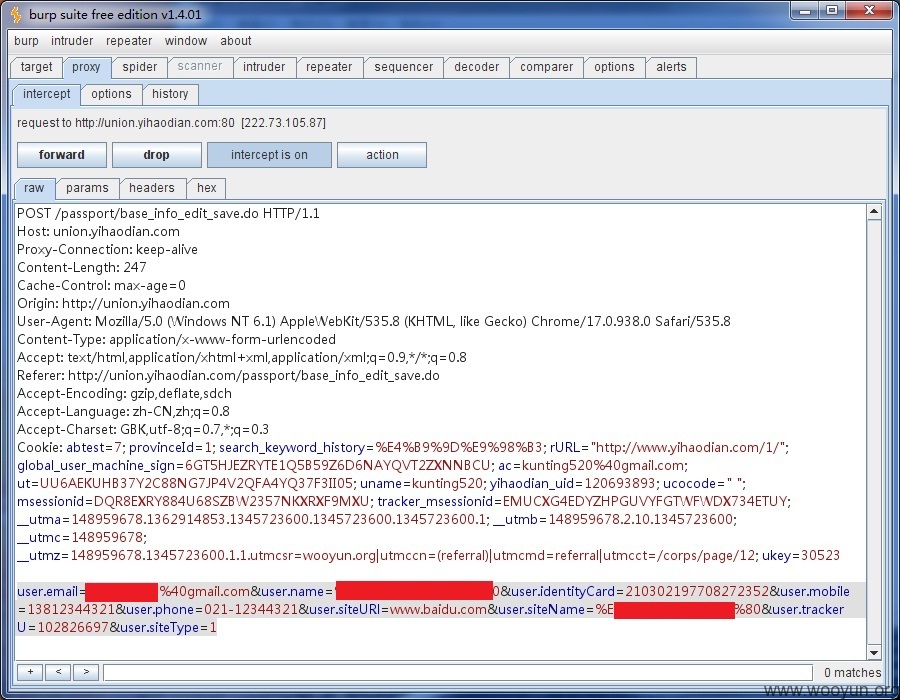 burp suite free edition v1.4.01
burp intruder repeater window about
target proxy spider scanner intruder repeater sequencer decoder comparer options alerts
intercept options history
request to http://union.yihaodian.com:80 [222.73.105.87]
forward drop intercept is on action
raw params headers hex
POST /passport/base_info_edit_save.do HTTP/1.1
Host: union.yihaodian.com
Proxy-Connection: keep-alive
Content-Length: 247
Cache-Control: max-age=0
Origin: http://union.yihaodian.com
User-Agent: Mozilla/5.0 (Windows NT 6.1) AppleWebKit/535.8 (KHTML, like Gecko) Chrome/17.0.938.0 Safari/535.8
Content-Type: application/x-www-form-urlencoded
Accept: text/html,application/xhtml+xml,application/xml;q=0.9,*/*;q=0.8
Referer: http://union.yihaodian.com/passport/base_info_edit_save.do
Accept-Encoding: gzip,deflate,sdch
Accept-Language: zh-CN,zh;q=0.8
Accept-Charset: GBK,utf-8;q=0.7,*;q=0.3
Cookie: abtest=7; provinceId=1; search_keyword_history=%E4%B9%9D%E9%98%B3; rURL="http://www.yihaodian.com/1/";
global_user_machine_sign=6GT5HJEZRYTE1Q5B59Z6D6NAYQVT2ZXNNBCU; ac=kunting520%40gmail.com;
ut=UU6AEKUHB37Y2C88NG7JP4V2QFA4YQ37F3II05; uname=kunting520; yihaodian_uid=120693893; ucocode=" ";
msessionid=DQR8EXRY884U68SZBW2357NKXRXF9MXU; tracker_msessionid=EMUCXG4EDYZHPGUVYFGTWFWDX734ETUY;
__utma=148959678.1362914853.1345723600.1345723600.1345723600.1; __utmb=148959678.2.10.1345723600;
__utmc=148959678;
__utmz=148959678.1345723600.1.1.utmcsr=wooyun.org|utmccn=(referral)|utmcmd=referral|utmcct=/corps/page/12; ukey=30523
user.email= %40gmail.com&user.name= 0&user.identityCard=210302197708272352&user.mobile
=13812344321&user.phone=021-12344321&user.siteURl=www.baidu.com&user.siteName=%E %80&user.tracker
U=102826697&user.siteType=1
+ < > 0 matches
www.wooyun.org